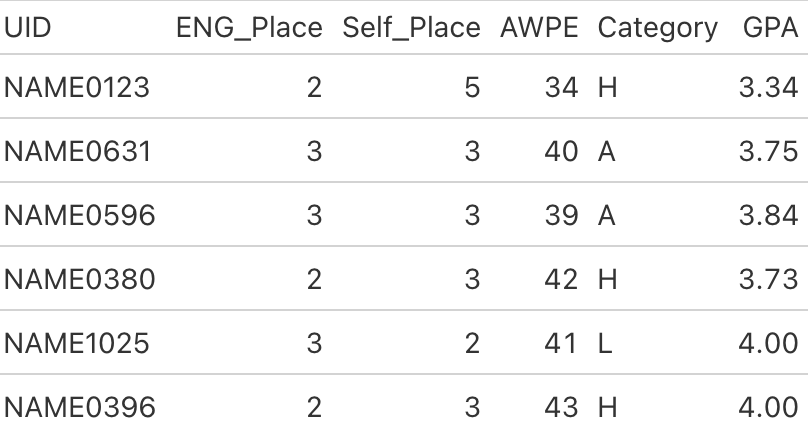 UID ENG_Place Self_Place AWPE Category GPA
NAME0123 2 5 34 H 3.34
NAME0631 3 3 40 A 3.75
NAME0596 3 3 39 A 3.84
NAME0380 2 3 42 H 3.73
NAME1025 3 2 41 L 4.00
NAME0396 2 3 43 H 4.00